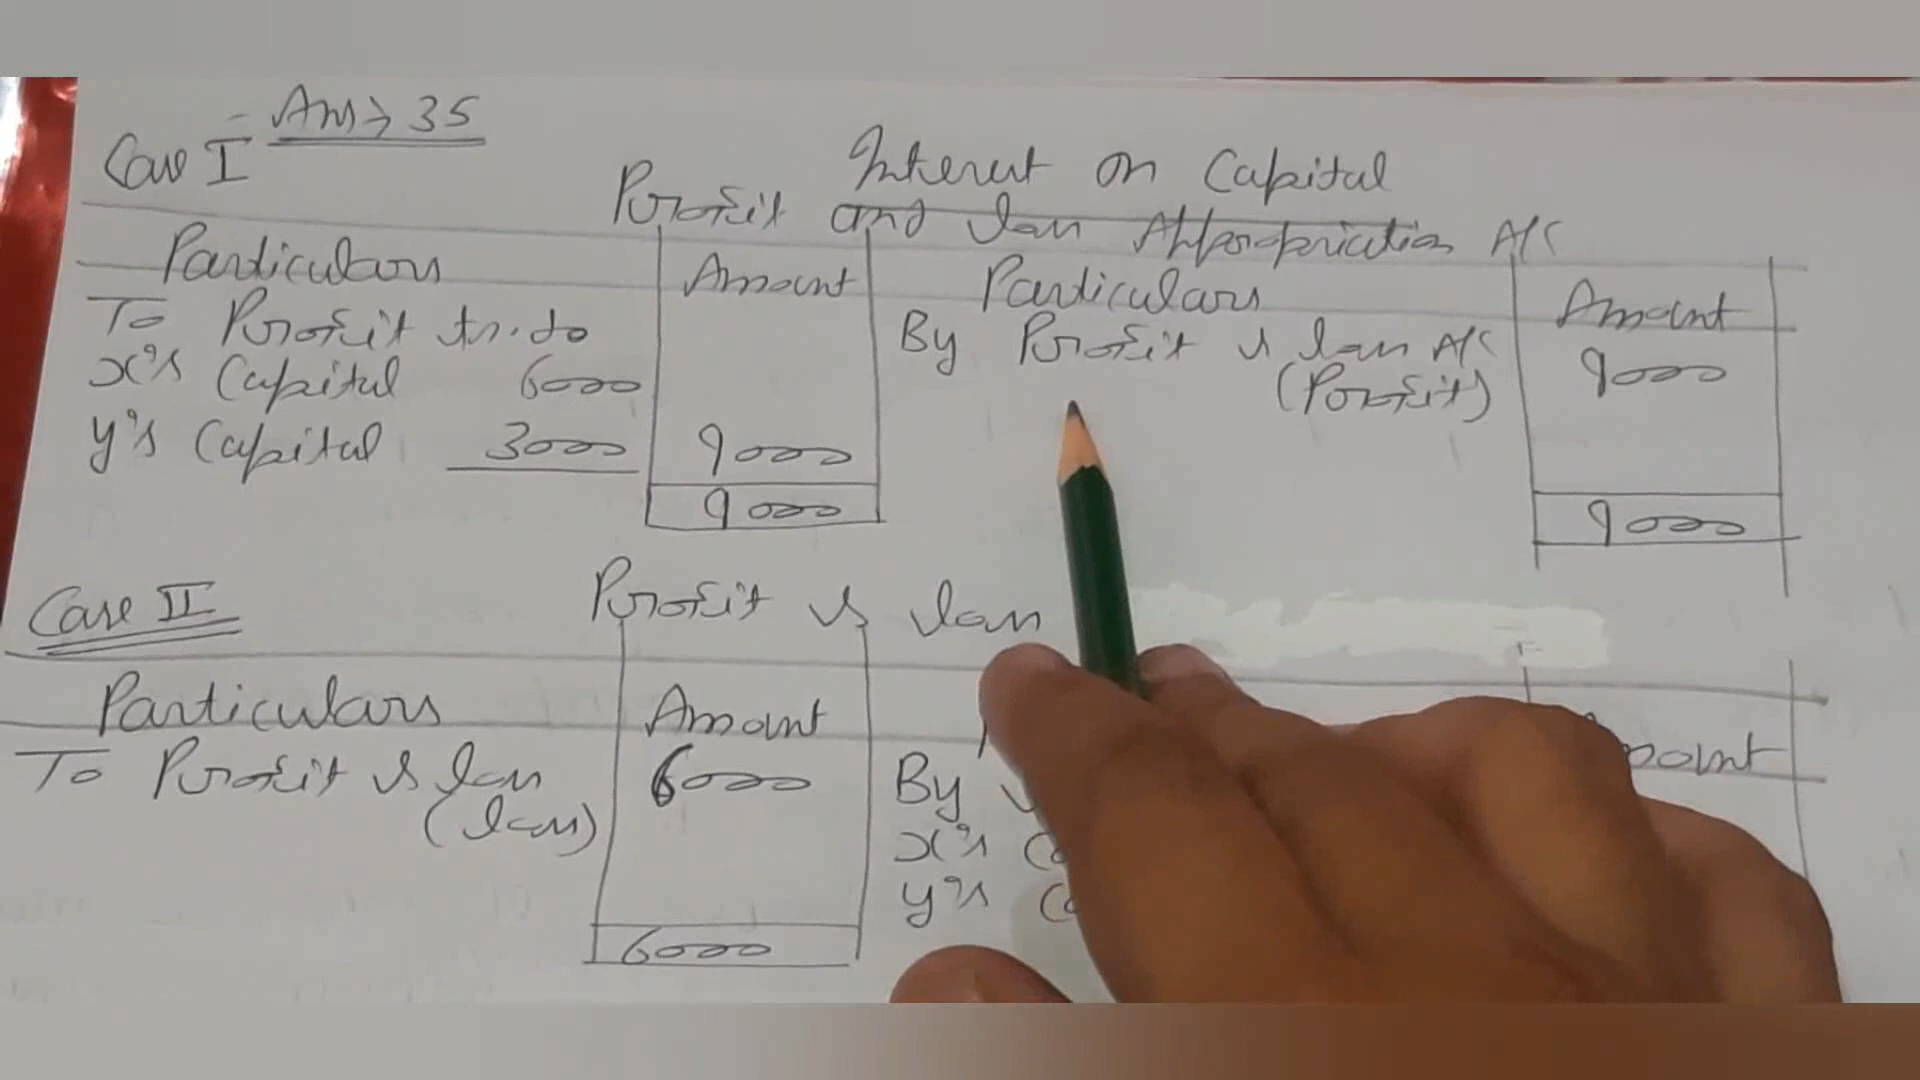 Ans → 35
Case I
Interest on Capital
Profit and loss Appropriation A/C
Particulars Amount Particulars Amount
To Profit tr. to By Profit & loss A/C 9000
x's Capital 6000 (Profit)
y's Capital 3000 9000
9000 9000
Case II Profit & loss
Particulars Amount
To Profit & loss 6000 By
(loss)
x's
y's
6000